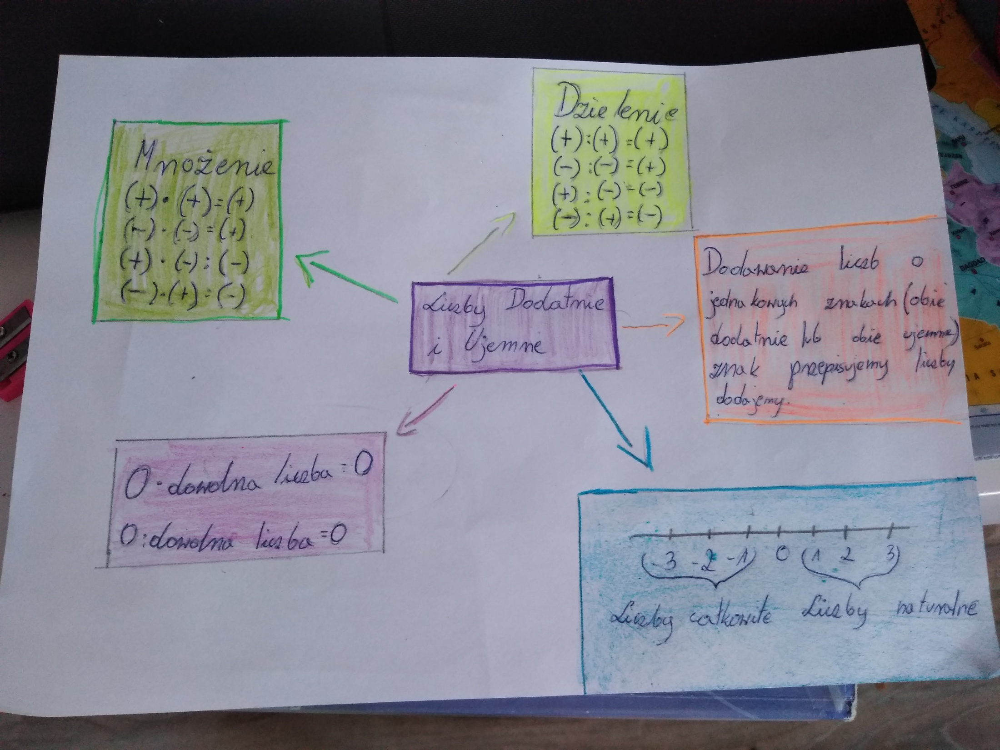 Dzielenie
(+):(+)=(+)
(-):(-)=(+)
(+):(-)=(-)
(-):(+)=(-)
Mnożenie
(+)·(+)=(+)
(-)·(-)=(+)
(+)·(-)=(-)
(-)·(+)=(-)
Liczby Dodatnie
i Ujemne
Dodawanie liczb o
jednakowych znakach (obie
dodatnie lub obie ujemne)
znak przepisujemy liczby
dodajemy.
0·dowolna liczba=0
0:dowolna liczba=0
-3 -2 -1 0 1 2 3
Liczby całkowite Liczby naturalne
BAGDAD